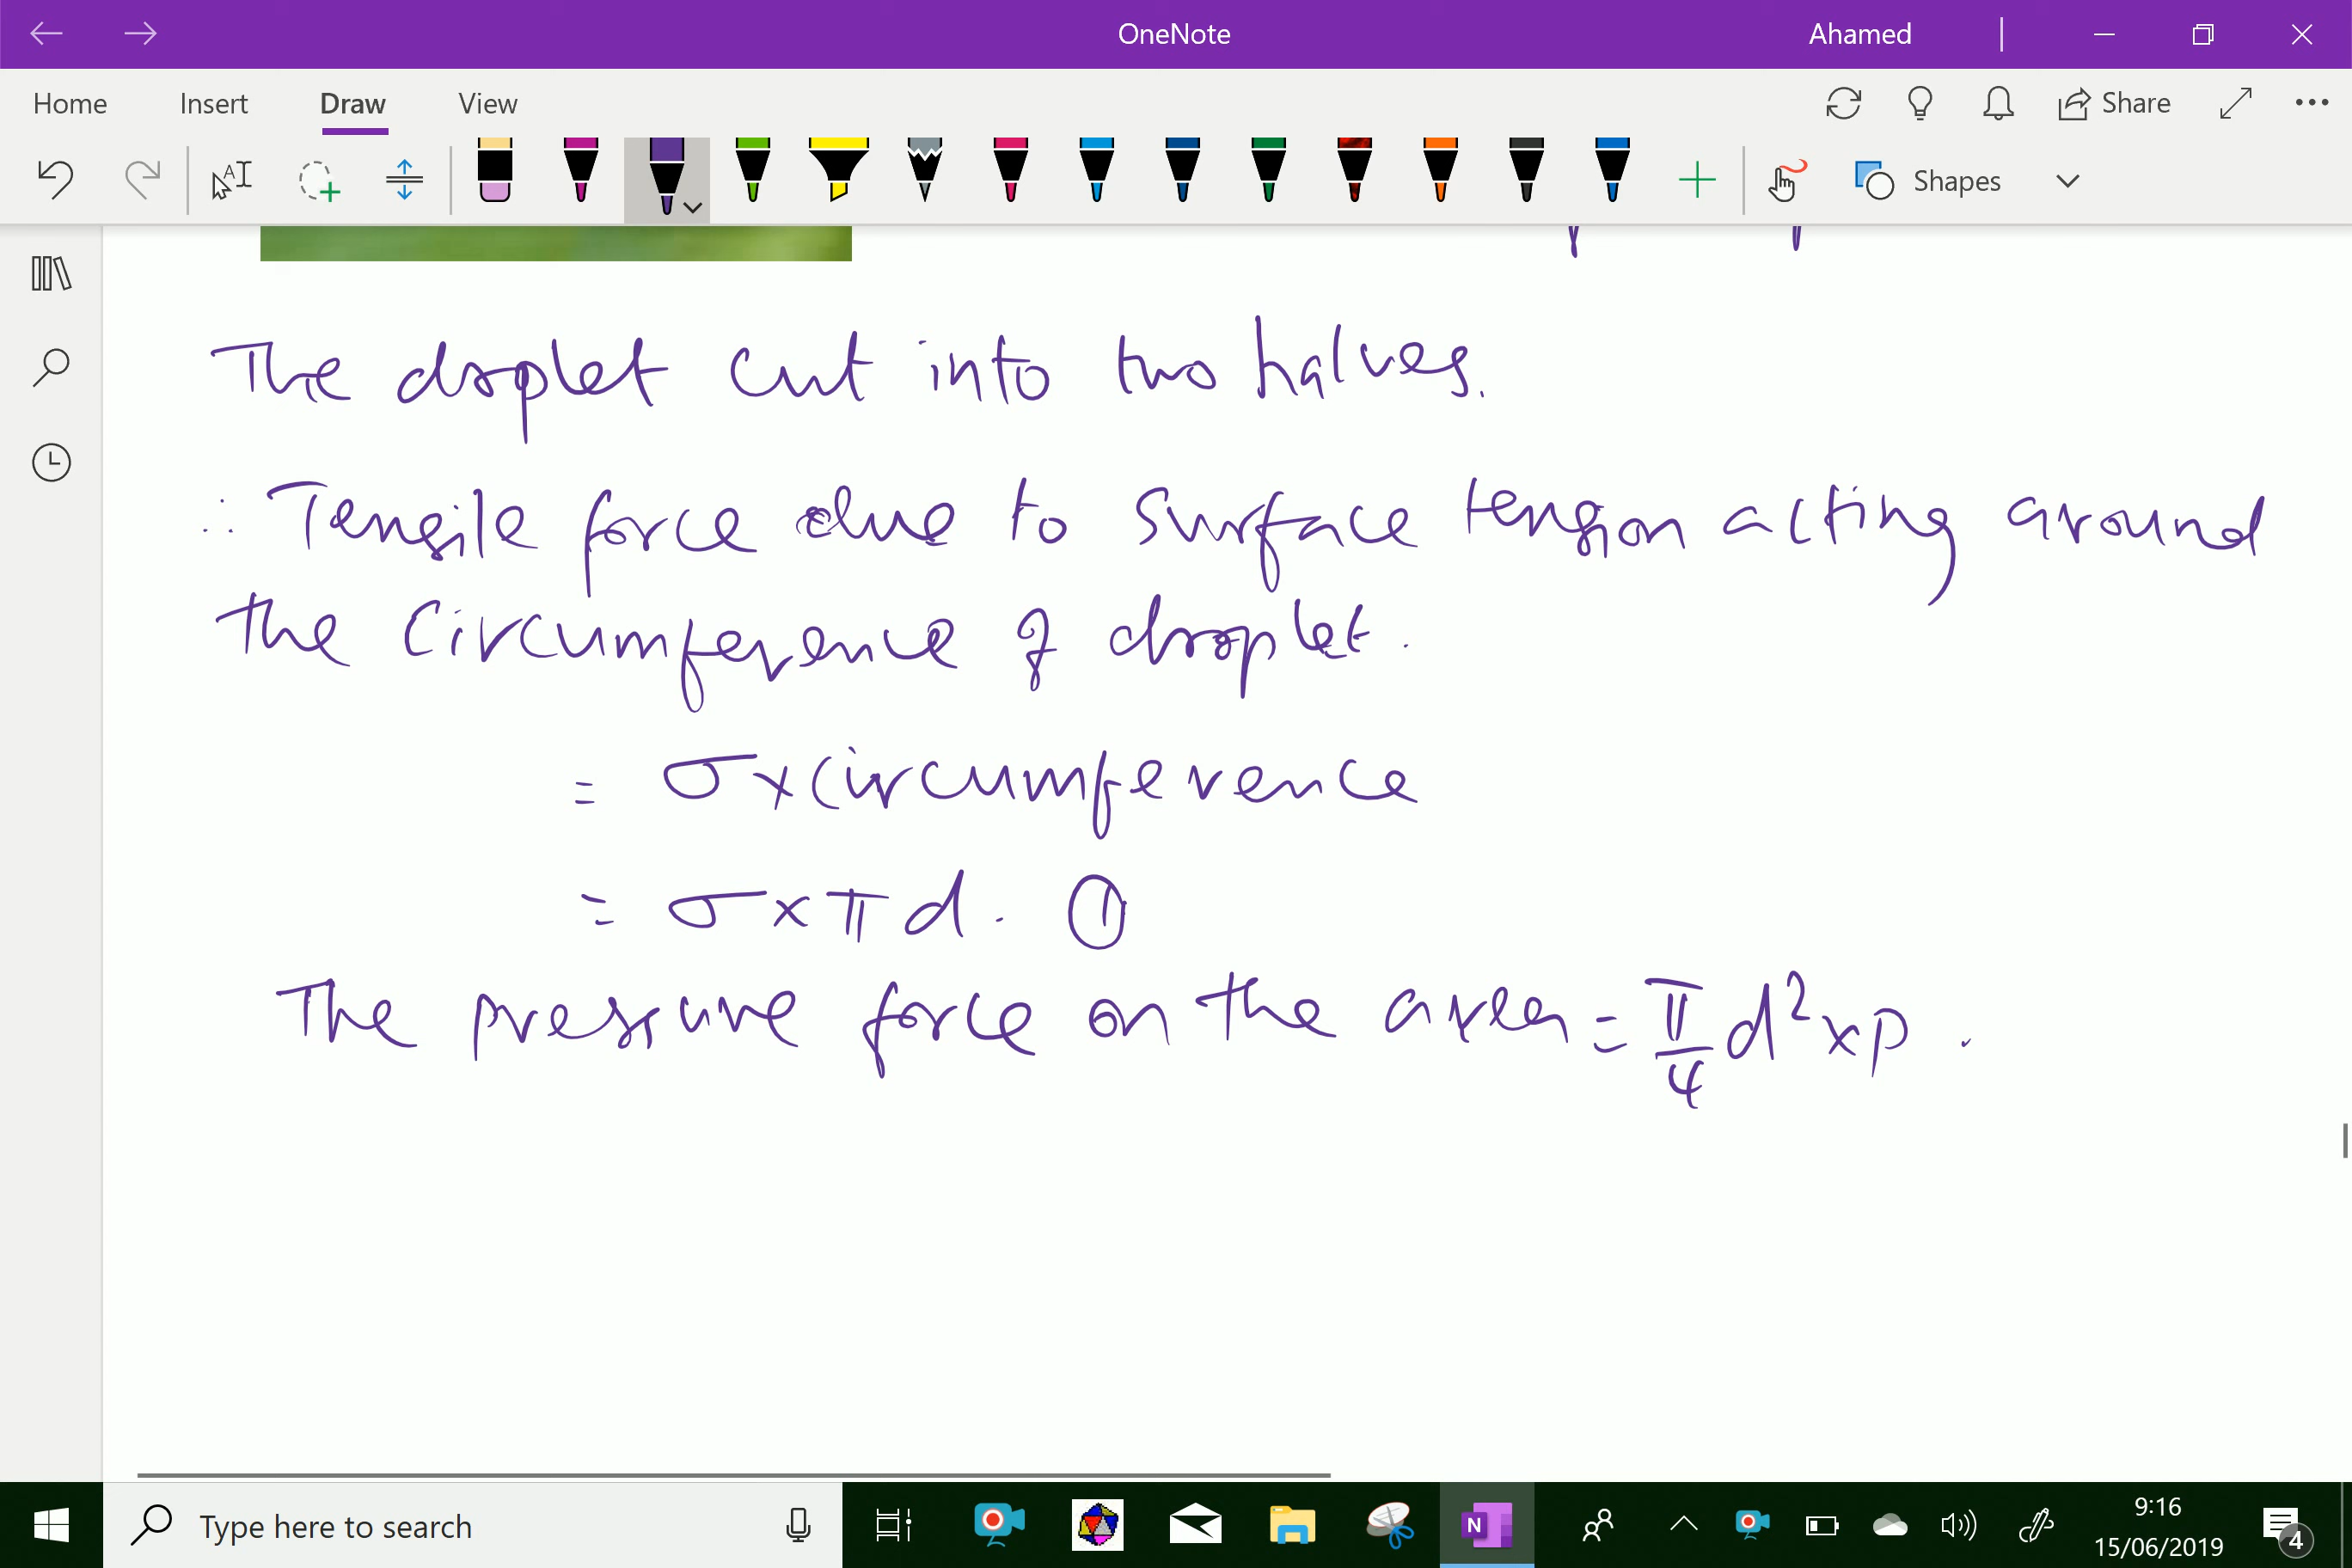 OneNote
Ahamed
Home Insert Draw View
Share
Shapes
The droplet cut into two halves.
∴ Tensile force due to surface tension acting around
the circumference of droplet.
= σ x circumference
= σ x π d. ①
The pressure force on the area = π/4 d² x p.
Type here to search
N
9:16
15/06/2019
4